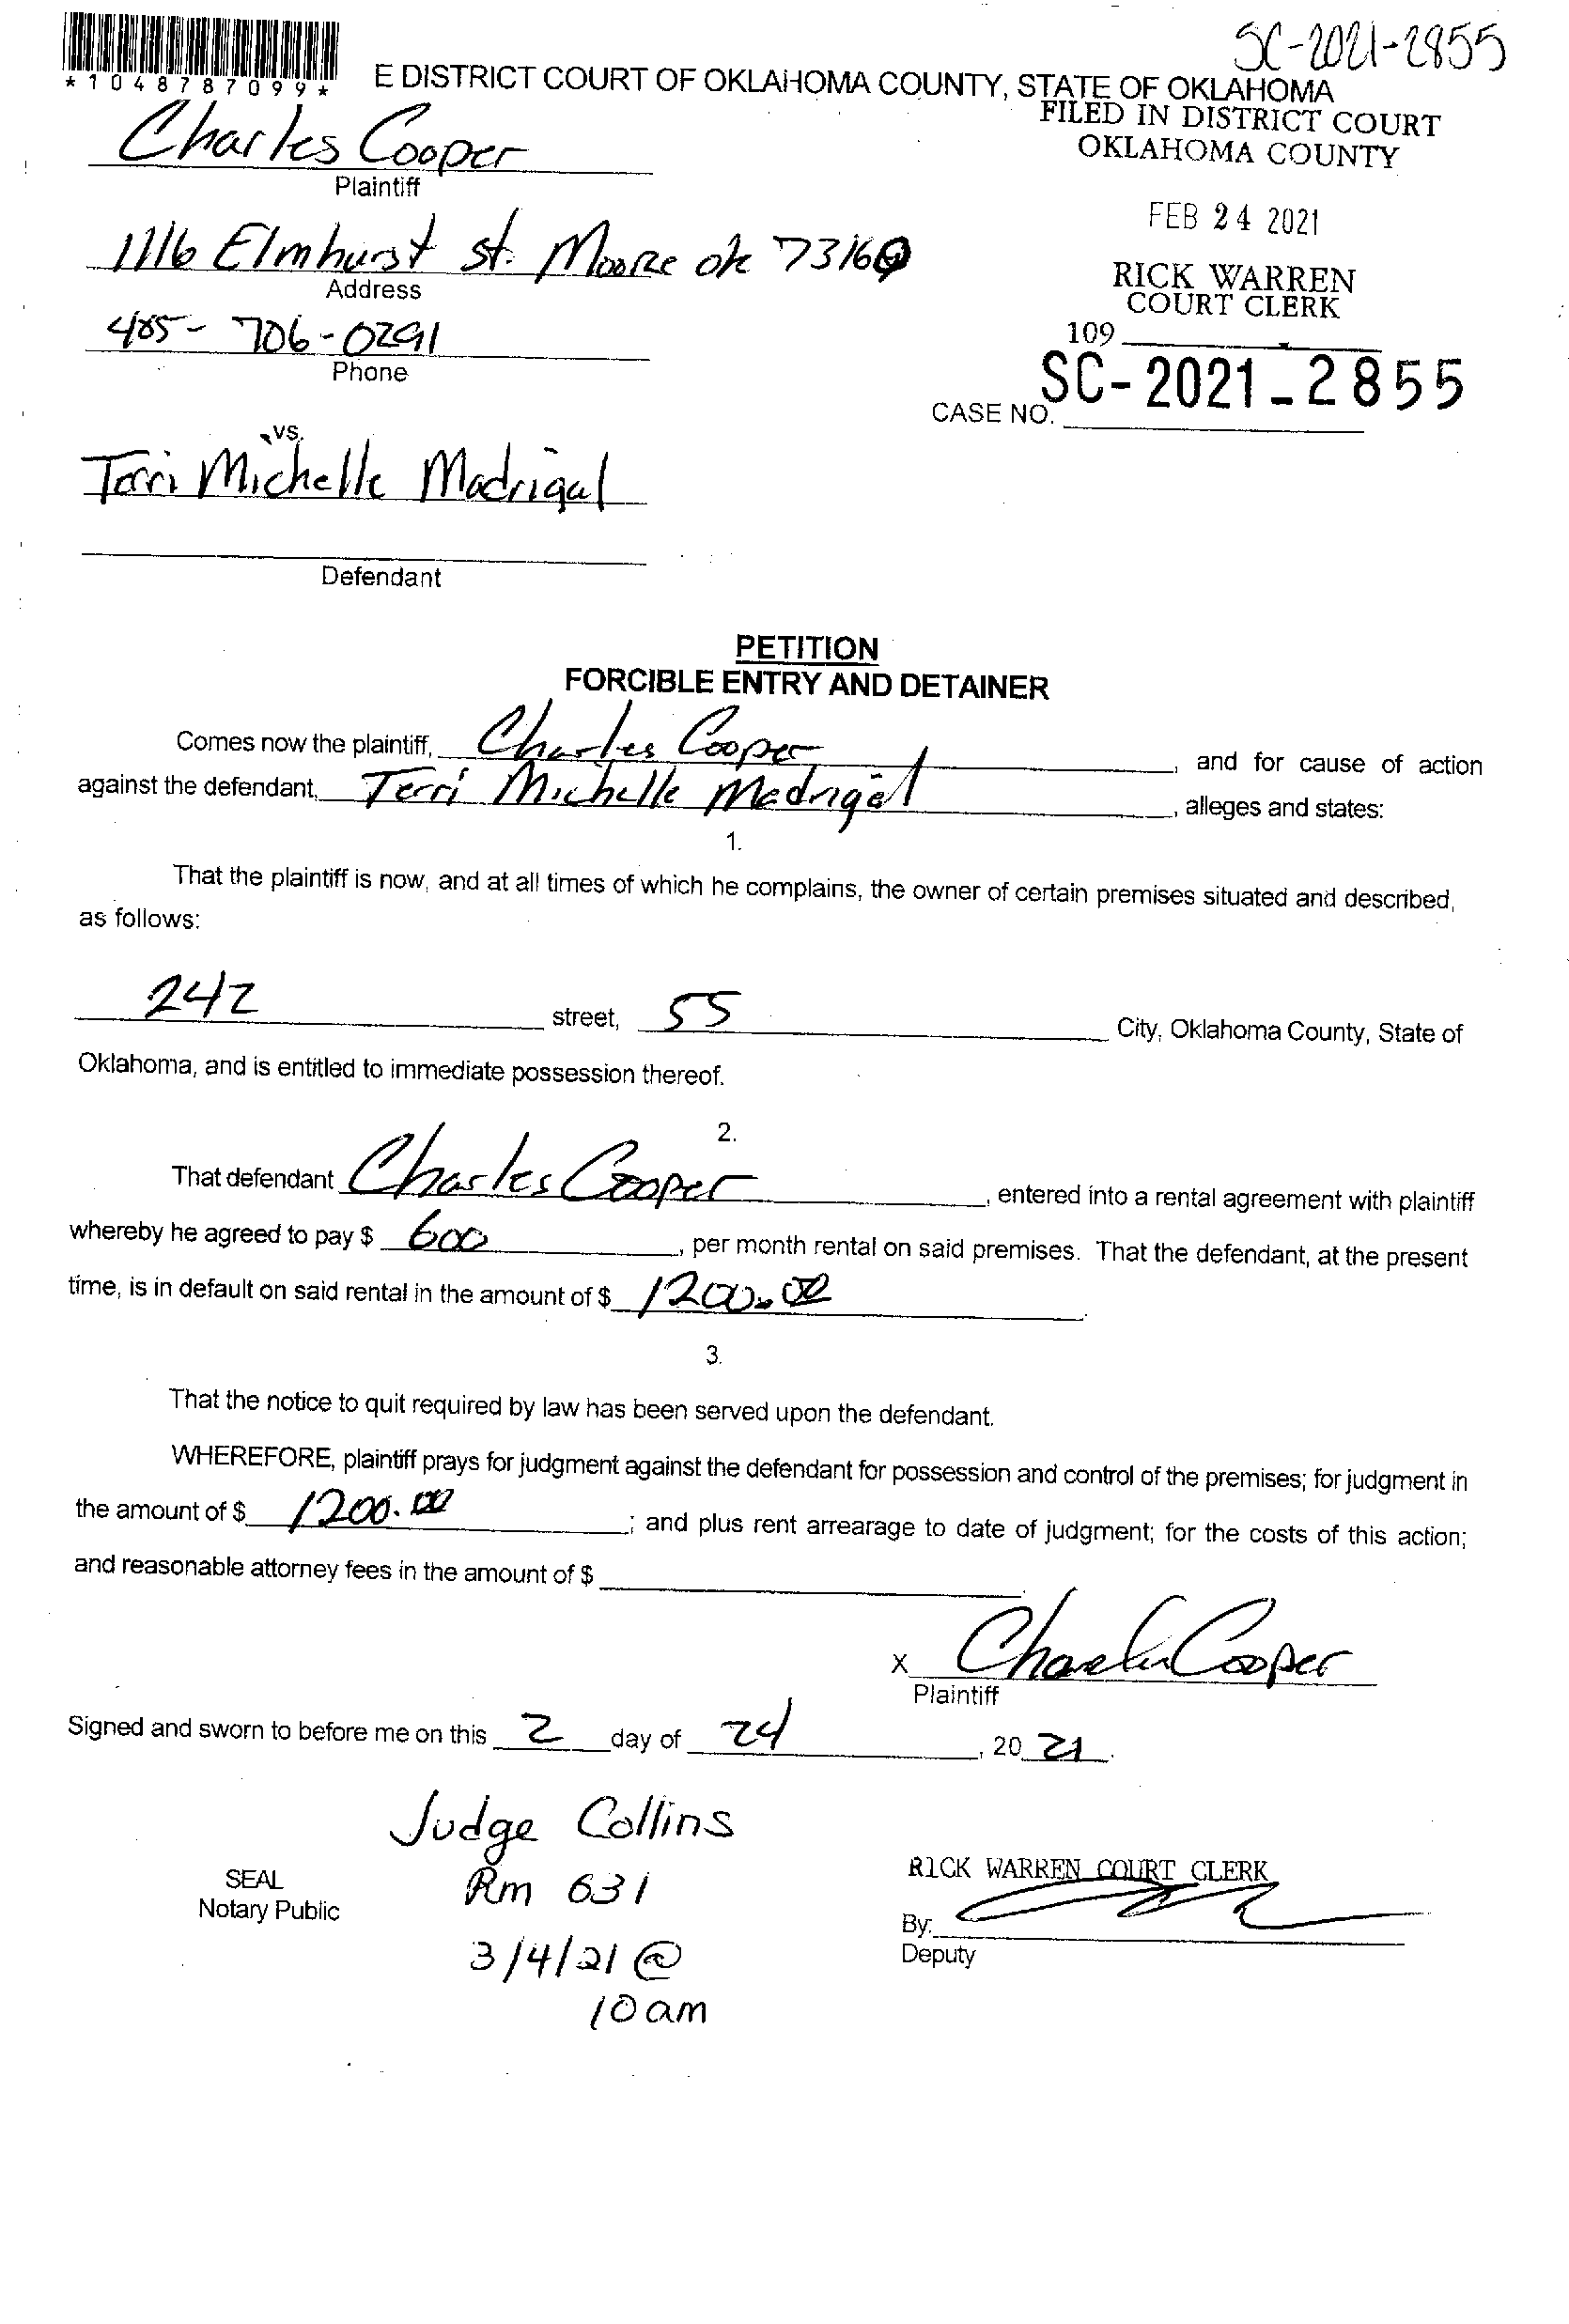 SC-2021-2855
*1048787099*
E DISTRICT COURT OF OKLAHOMA COUNTY, STATE OF OKLAHOMA
FILED IN DISTRICT COURT
OKLAHOMA COUNTY
Charles Cooper
Plaintiff
FEB 24 2021
1116 Elmhurst st. Moore ok 73160
Address
RICK WARREN
COURT CLERK
405-706-0291
Phone
109
CASE NO. SC-2021-2855
vs.
Terri Michelle Madrigal
Defendant
PETITION
FORCIBLE ENTRY AND DETAINER
Comes now the plaintiff, Charles Cooper, and for cause of action
against the defendant, Terri Michelle Madrigal, alleges and states:
1.
That the plaintiff is now, and at all times of which he complains, the owner of certain premises situated and described,
as follows:
242 street, 55 City, Oklahoma County, State of
Oklahoma, and is entitled to immediate possession thereof.
2.
That defendant Charles Cooper, entered into a rental agreement with plaintiff
whereby he agreed to pay $ 600, per month rental on said premises. That the defendant, at the present
time, is in default on said rental in the amount of $ 1200.00.
3.
That the notice to quit required by law has been served upon the defendant.
WHEREFORE, plaintiff prays for judgment against the defendant for possession and control of the premises; for judgment in
the amount of $ 1200.00; and plus rent arrearage to date of judgment; for the costs of this action;
and reasonable attorney fees in the amount of $
X Charles Cooper
Plaintiff
Signed and sworn to before me on this 2 day of 24, 20 21.
Judge Collins
Rm 631
3/4/21 @
10am
SEAL
Notary Public
RICK WARREN COURT CLERK
By:
Deputy